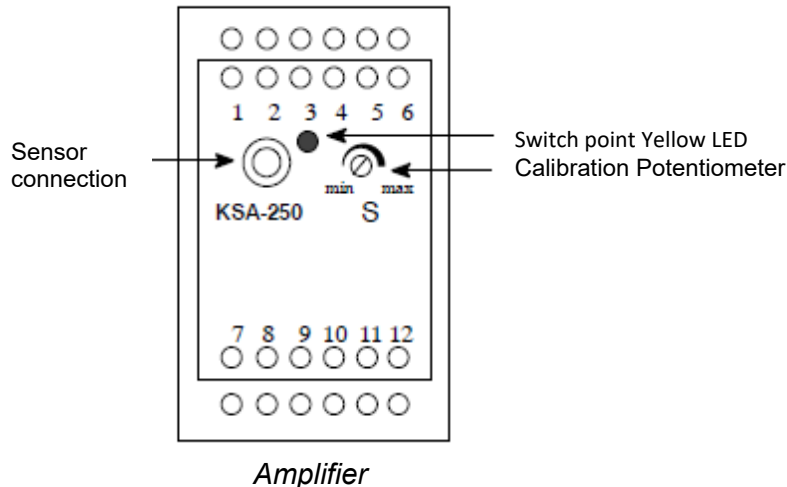 1 2 3 4 5 6
Switch point Yellow LED
Sensor
connection
Calibration Potentiometer
min max
KSA-250 S
7 8 9 10 11 12
Amplifier